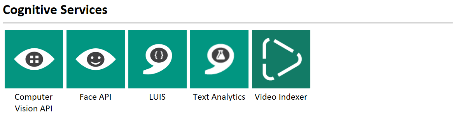 Cognitive Services
Computer
Vision API
Face API
LUIS
Text Analytics
Video Indexer